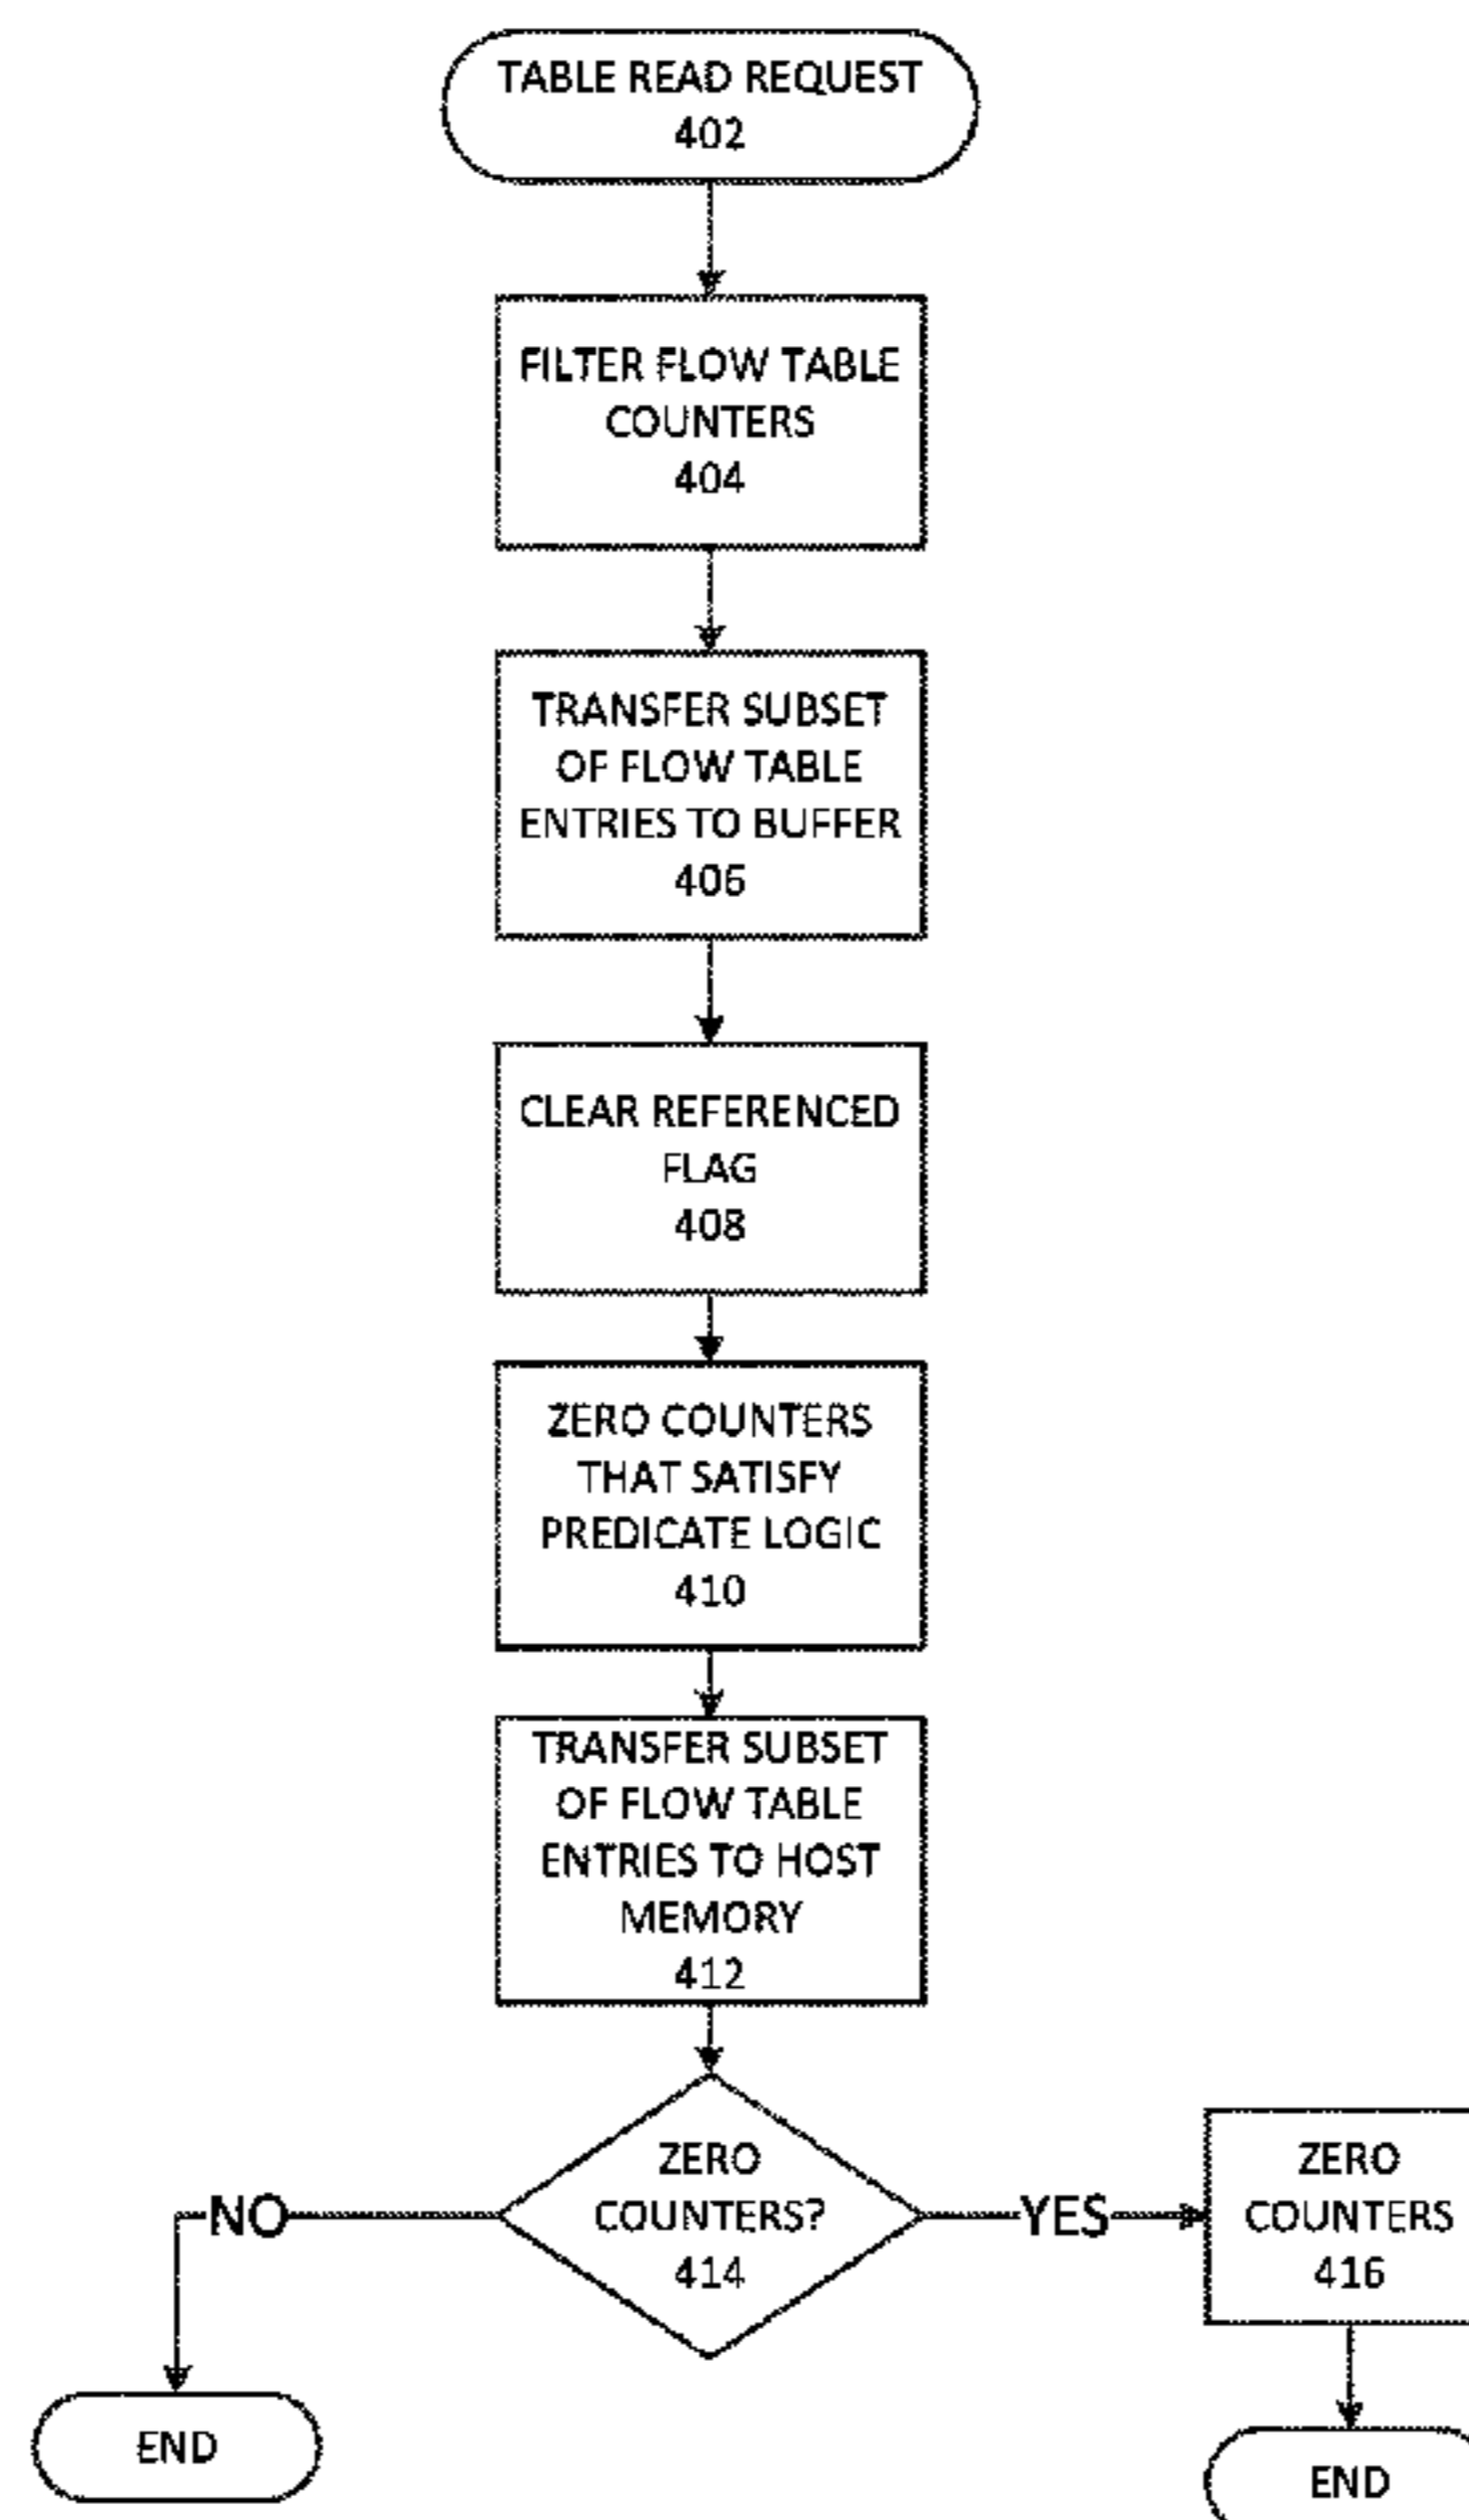 TABLE READ REQUEST
402
FILTER FLOW TABLE
COUNTERS
404
TRANSFER SUBSET
OF FLOW TABLE
ENTRIES TO BUFFER
406
CLEAR REFERENCED
FLAG
408
ZERO COUNTERS
THAT SATISFY
PREDICATE LOGIC
410
TRANSFER SUBSET
OF FLOW TABLE
ENTRIES TO HOST
MEMORY
412
ZERO
COUNTERS?
414
NO
YES
ZERO
COUNTERS
416
END
END